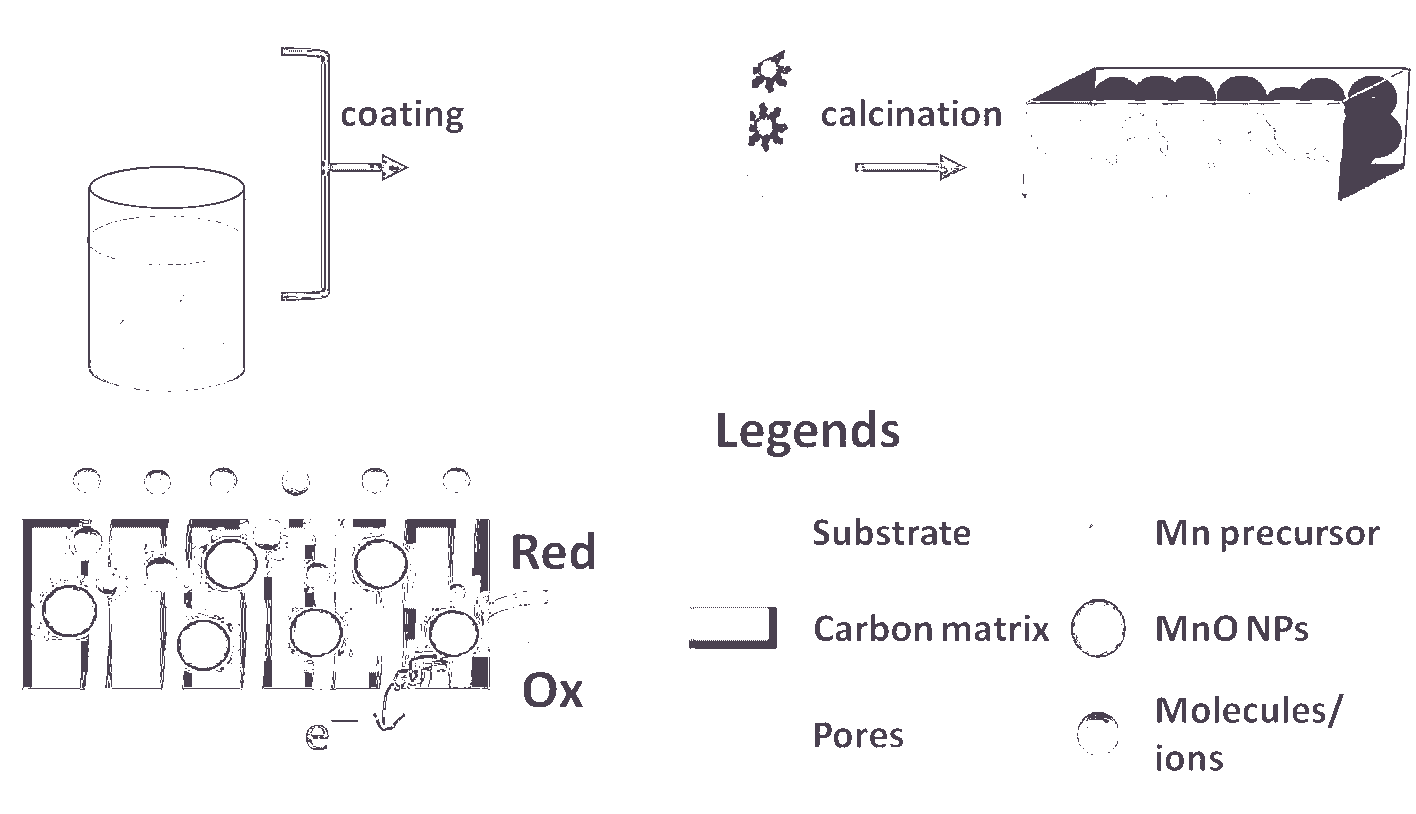 coating
calcination
Legends
Substrate
Mn precursor
Red
Carbon matrix
MnO NPs
Ox
e⁻
Pores
Molecules/
ions